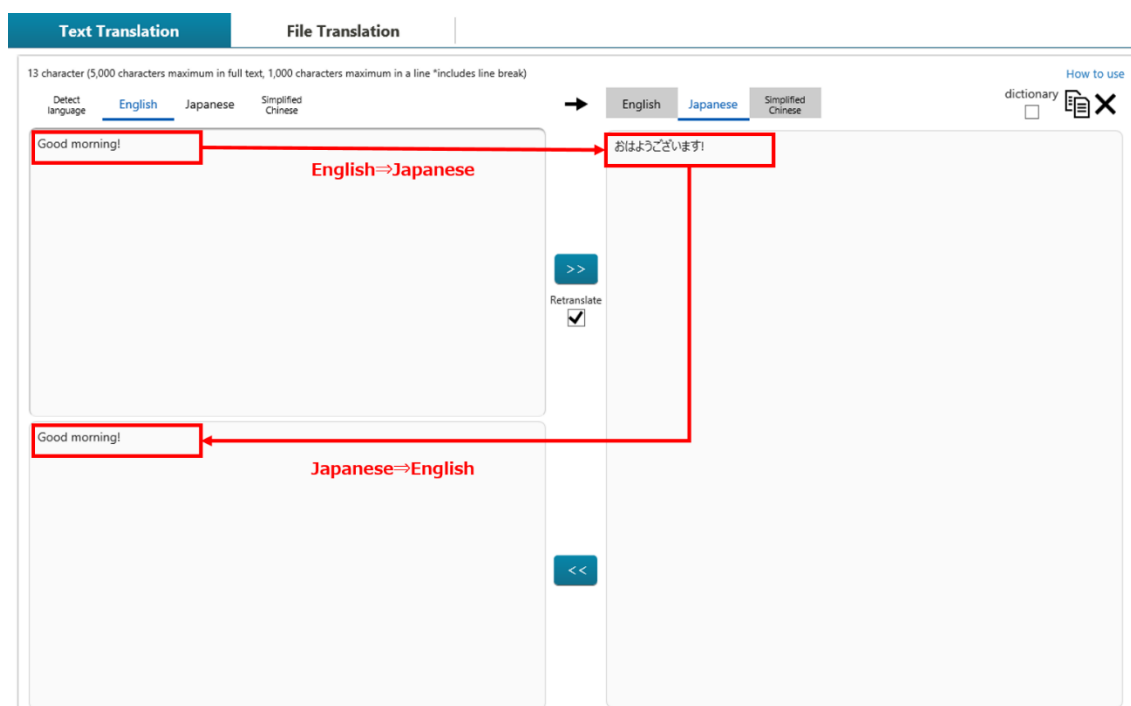 Text Translation
File Translation
13 character (5,000 characters maximum in full text, 1,000 characters maximum in a line *includes line break)
How to use
Detect language
English
Japanese
Simplified Chinese
English
Japanese
Simplified Chinese
dictionary
Good morning!
おはようございます!
English⇒Japanese
>>
Retranslate
Good morning!
Japanese⇒English
<<